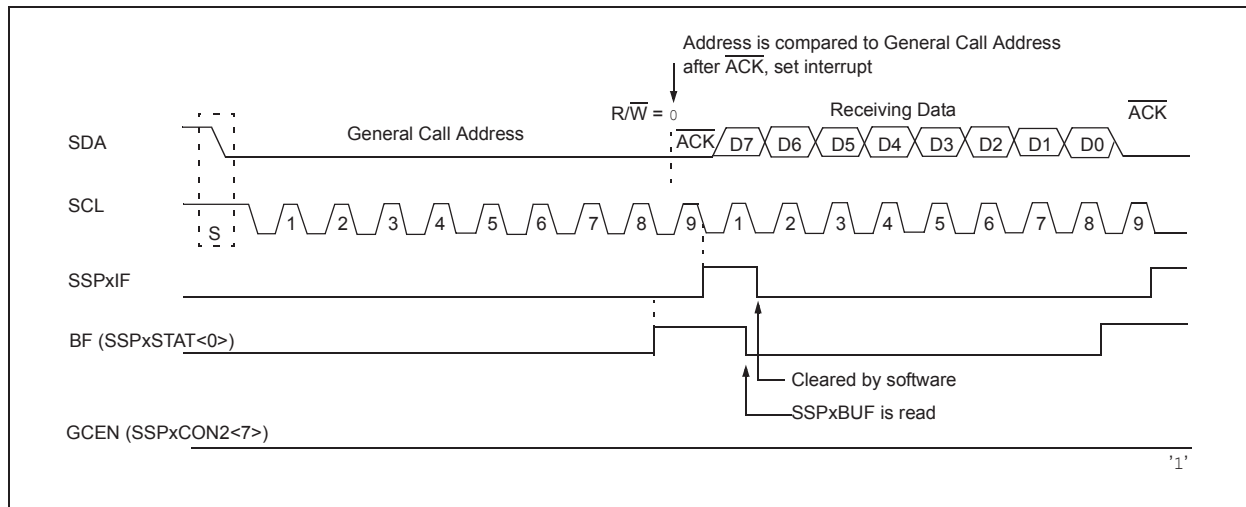 Address is compared to General Call Address
after ACK, set interrupt
R/W = 0
Receiving Data
ACK
SDA
General Call Address
ACK
D7 D6 D5 D4 D3 D2 D1 D0
SCL
S
1 2 3 4 5 6 7 8 9 1 2 3 4 5 6 7 8 9
SSPxIF
BF (SSPxSTAT<0>)
Cleared by software
SSPxBUF is read
GCEN (SSPxCON2<7>)
'1'